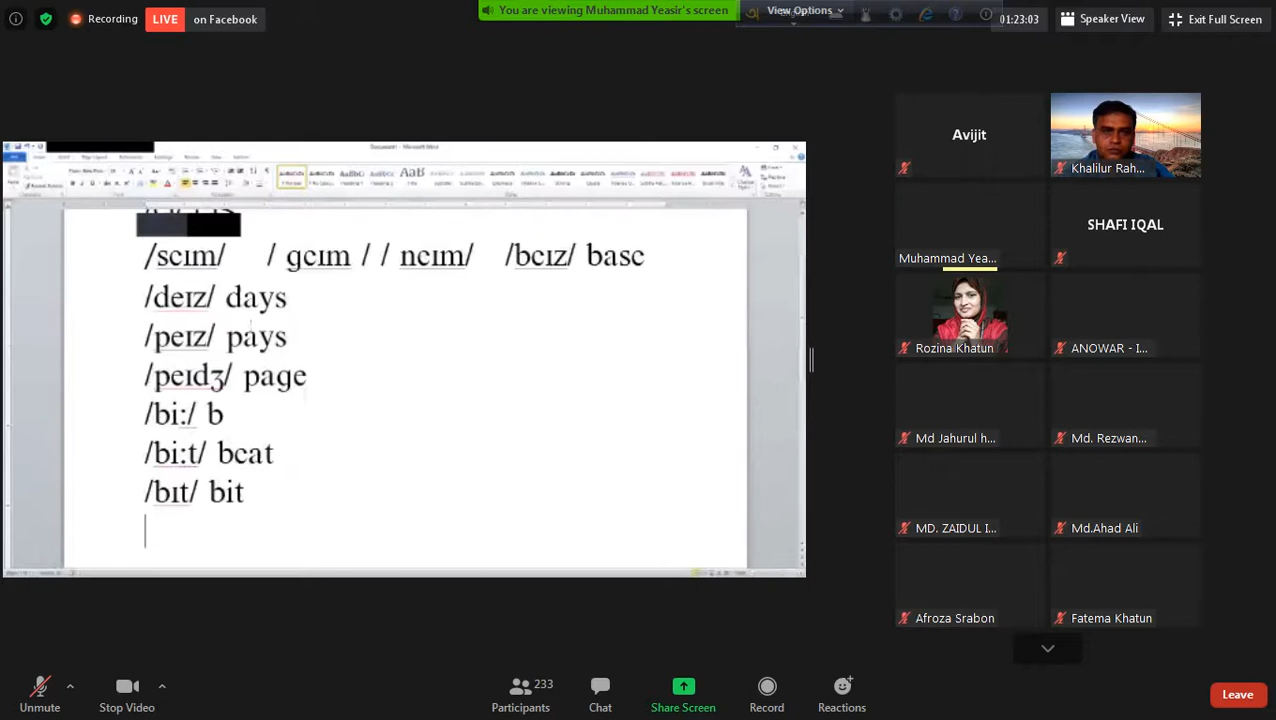 Recording
LIVE on Facebook
You are viewing Muhammad Yeasir's screen
View Options
01:23:03
Speaker View
Exit Full Screen
Document1 - Microsoft Word
/seɪm/ / geɪm / / neɪm/ /beɪz/ base
/deɪz/ days
/peɪz/ pays
/peɪdʒ/ page
/bi:/ b
/bi:t/ beat
/bɪt/ bit
Avijit
Khalilur Rah...
Muhammad Yea...
SHAFI IQAL
Rozina Khatun
ANOWAR - I...
Md Jahurul h...
Md. Rezwan...
MD. ZAIDUL I...
Md.Ahad Ali
Afroza Srabon
Fatema Khatun
Unmute
Stop Video
233
Participants
Chat
Share Screen
Record
Reactions
Leave